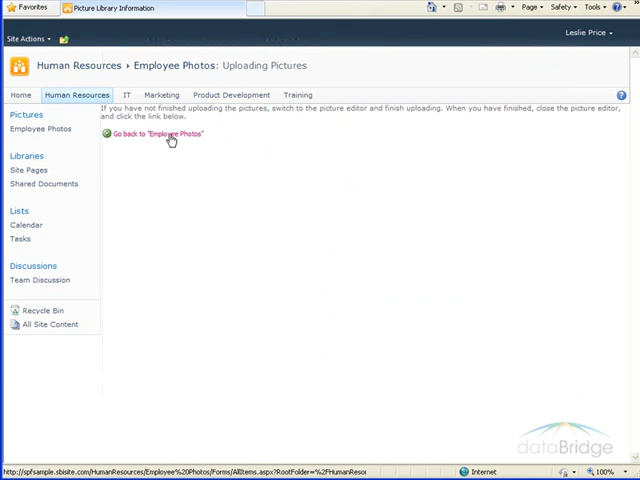 Favorites
Picture Library Information
Page
Safety
Tools
Site Actions
Leslie Price
Human Resources › Employee Photos: Uploading Pictures
Home
Human Resources
IT
Marketing
Product Development
Training
If you have not finished uploading the pictures, switch to the picture editor and finish uploading. When you have finished, close the picture editor,
and click the link below.
Go back to "Employee Photos"
Pictures
Employee Photos
Libraries
Site Pages
Shared Documents
Lists
Calendar
Tasks
Discussions
Team Discussion
Recycle Bin
All Site Content
dataBridge
http://spfsample.sbisite.com/HumanResources/Employee%20Photos/Forms/AllItems.aspx?RootFolder=%2FHumanResor
Internet
100%